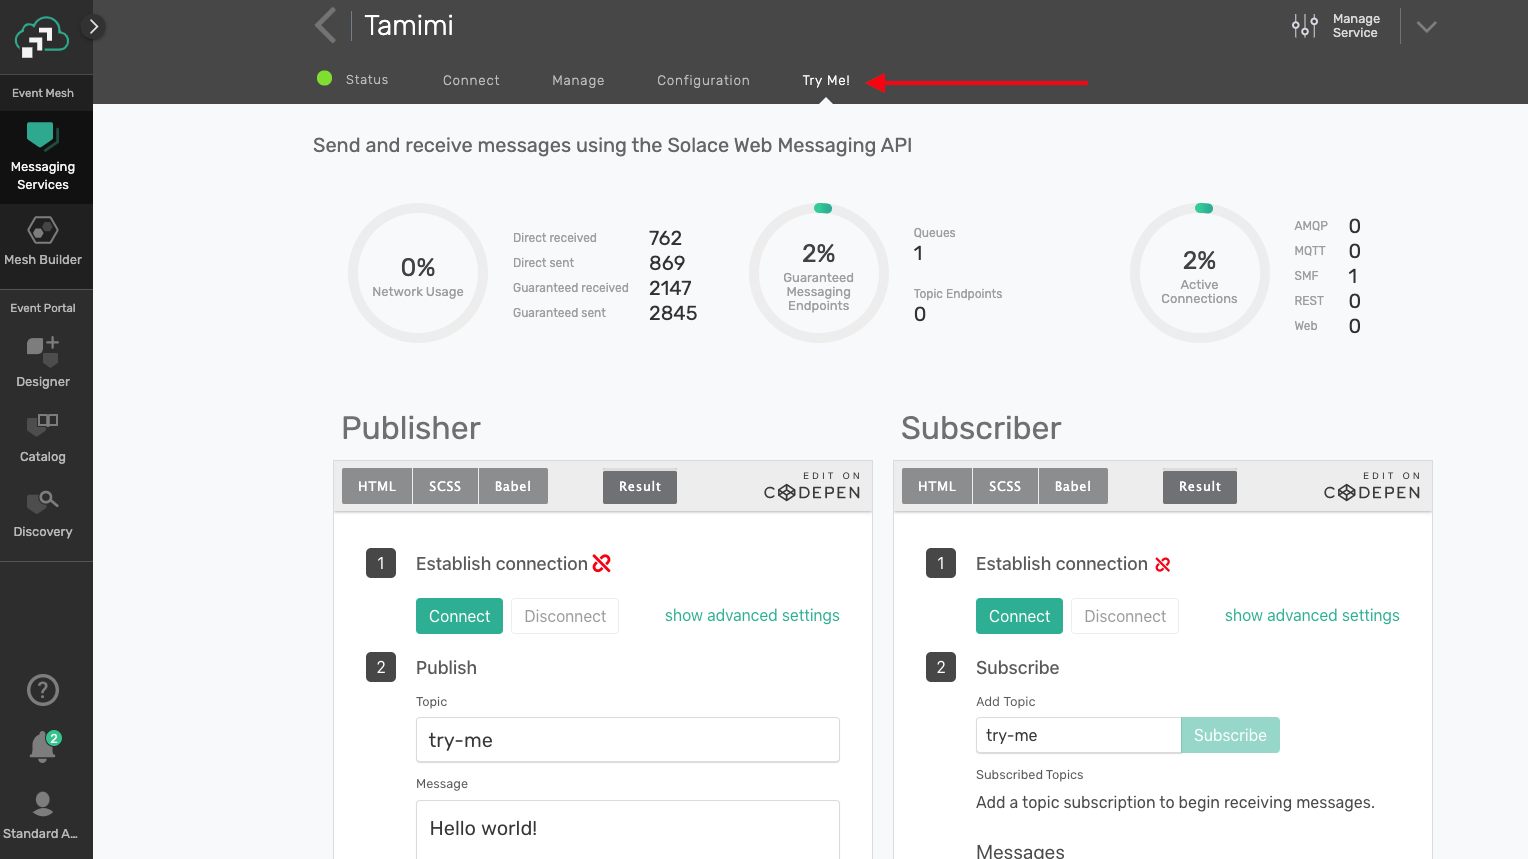 Tamimi
Manage
Service
Status
Connect
Manage
Configuration
Try Me!
Event Mesh
Messaging
Services
Mesh Builder
Event Portal
Designer
Catalog
Discovery
?
2
Standard A...
Send and receive messages using the Solace Web Messaging API
0%
Network Usage
Direct received 762
Direct sent 869
Guaranteed received 2147
Guaranteed sent 2845
2%
Guaranteed
Messaging
Endpoints
Queues
1
Topic Endpoints
0
2%
Active
Connections
AMQP 0
MQTT 0
SMF 1
REST 0
Web 0
Publisher
HTML SCSS Babel Result
EDIT ON
CODEPEN
1 Establish connection
Connect Disconnect show advanced settings
2 Publish
Topic
try-me
Message
Hello world!
Subscriber
HTML SCSS Babel Result
EDIT ON
CODEPEN
1 Establish connection
Connect Disconnect show advanced settings
2 Subscribe
Add Topic
try-me Subscribe
Subscribed Topics
Add a topic subscription to begin receiving messages.
Messages